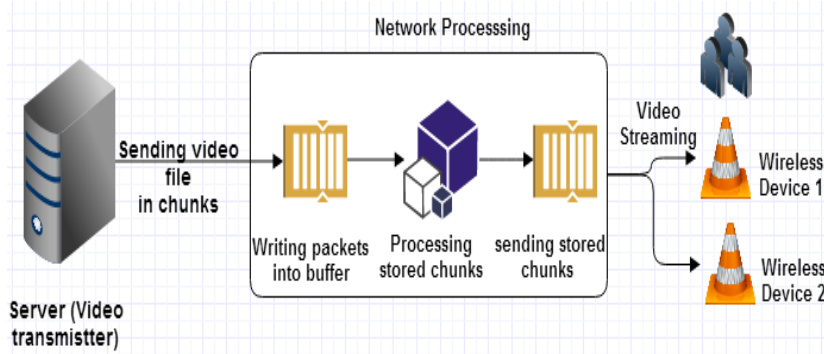 Network Processsing
Sending video
file
in chunks
Writing packets
into buffer
Processing
stored chunks
sending stored
chunks
Video
Streaming
Wireless
Device 1
Wireless
Device 2
Server (Video
transmistter)